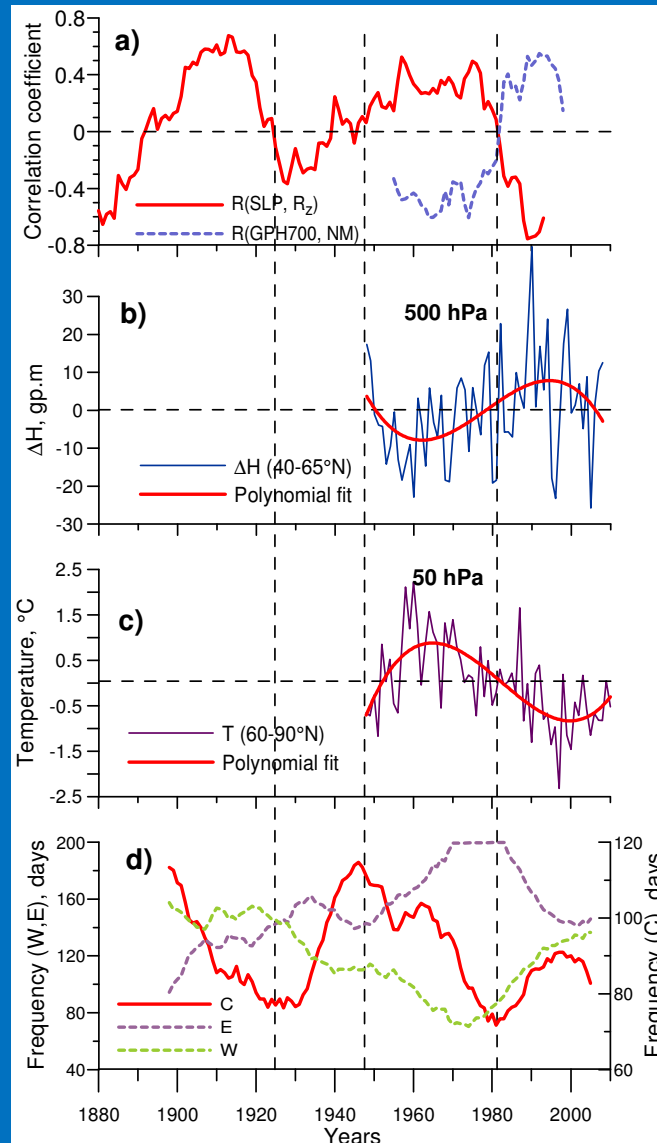 a)
Correlation coefficient
0.8
0.4
0
-0.4
-0.8
R(SLP, Rz)
R(GPH700, NM)
b)
500 hPa
ΔH, gp.m
30
20
10
0
-10
-20
-30
ΔH (40-65°N)
Polynomial fit
c)
50 hPa
Temperature, °C
2.5
1.5
0.5
-0.5
-1.5
-2.5
T (60-90°N)
Polynomial fit
d)
Frequency (W,E), days
200
160
120
80
40
C
E
W
120
100
80
60
Frequency (C), days
1880 1900 1920 1940 1960 1980 2000
Years